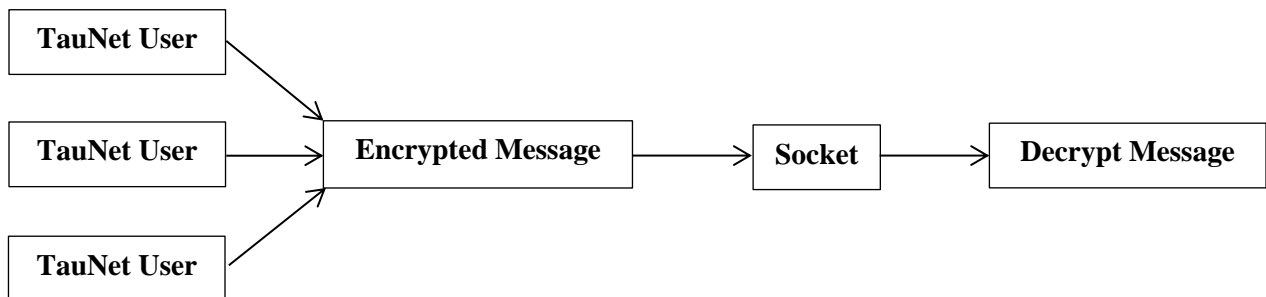 TauNet User
TauNet User
Encrypted Message
Socket
Decrypt Message
TauNet User